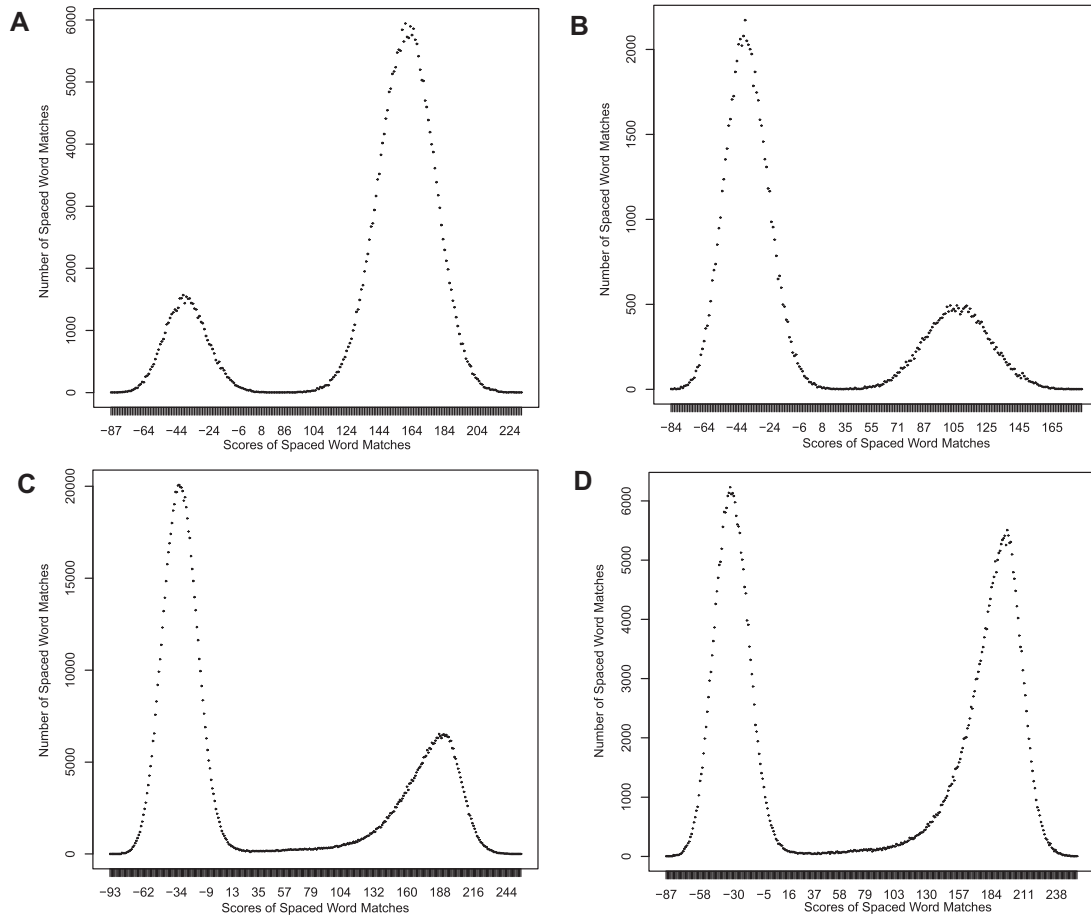 A
Number of Spaced Word Matches
6000
5000
4000
3000
2000
1000
0
−87 −64 −44 −24 −6 8 86 104 124 144 164 184 204 224
Scores of Spaced Word Matches
B
Number of Spaced Word Matches
2000
1500
1000
500
0
−84 −64 −44 −24 −6 8 35 55 71 87 105 125 145 165
Scores of Spaced Word Matches
C
Number of Spaced Word Matches
20000
15000
10000
5000
0
−93 −62 −34 −9 13 35 57 79 104 132 160 188 216 244
Scores of Spaced Word Matches
D
Number of Spaced Word Matches
6000
5000
4000
3000
2000
1000
0
−87 −58 −30 −5 16 37 58 79 103 130 157 184 211 238
Scores of Spaced Word Matches